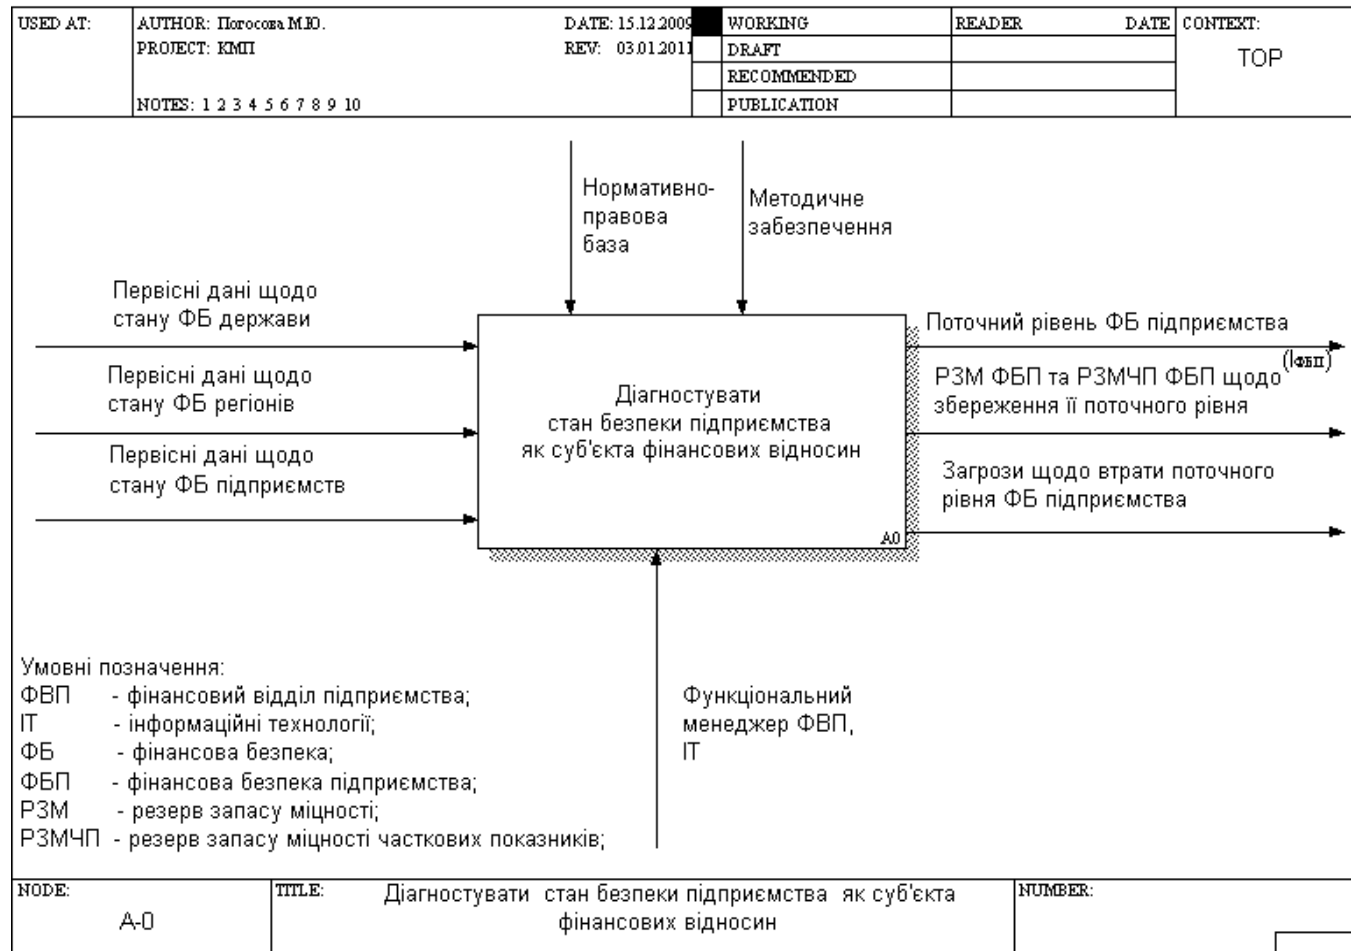 USED AT:
AUTHOR: Погосова М.Ю.
DATE: 15.12.2009
WORKING
READER
DATE
CONTEXT:
PROJECT: КМП
REV: 03.01.2011
DRAFT
TOP
RECOMMENDED
NOTES: 1 2 3 4 5 6 7 8 9 10
PUBLICATION
Нормативно-
правова
база
Методичне
забезпечення
Первісні дані щодо
стану ФБ держави
Первісні дані щодо
стану ФБ регіонів
Первісні дані щодо
стану ФБ підприємств
Діагностувати
стан безпеки підприємства
як суб'єкта фінансових відносин
A0
Поточний рівень ФБ підприємства
(IФБП)
РЗМ ФБП та РЗМЧП ФБП щодо
збереження її поточного рівня
Загрози щодо втрати поточного
рівня ФБ підприємства
Умовні позначення:
ФВП - фінансовий відділ підприємства;
ІТ - інформаційні технології;
ФБ - фінансова безпека;
ФБП - фінансова безпека підприємства;
РЗМ - резерв запасу міцності;
РЗМЧП - резерв запасу міцності часткових показників;
Функціональний
менеджер ФВП,
ІТ
NODE:
A-0
TITLE:
Діагностувати стан безпеки підприємства як суб'єкта
фінансових відносин
NUMBER: